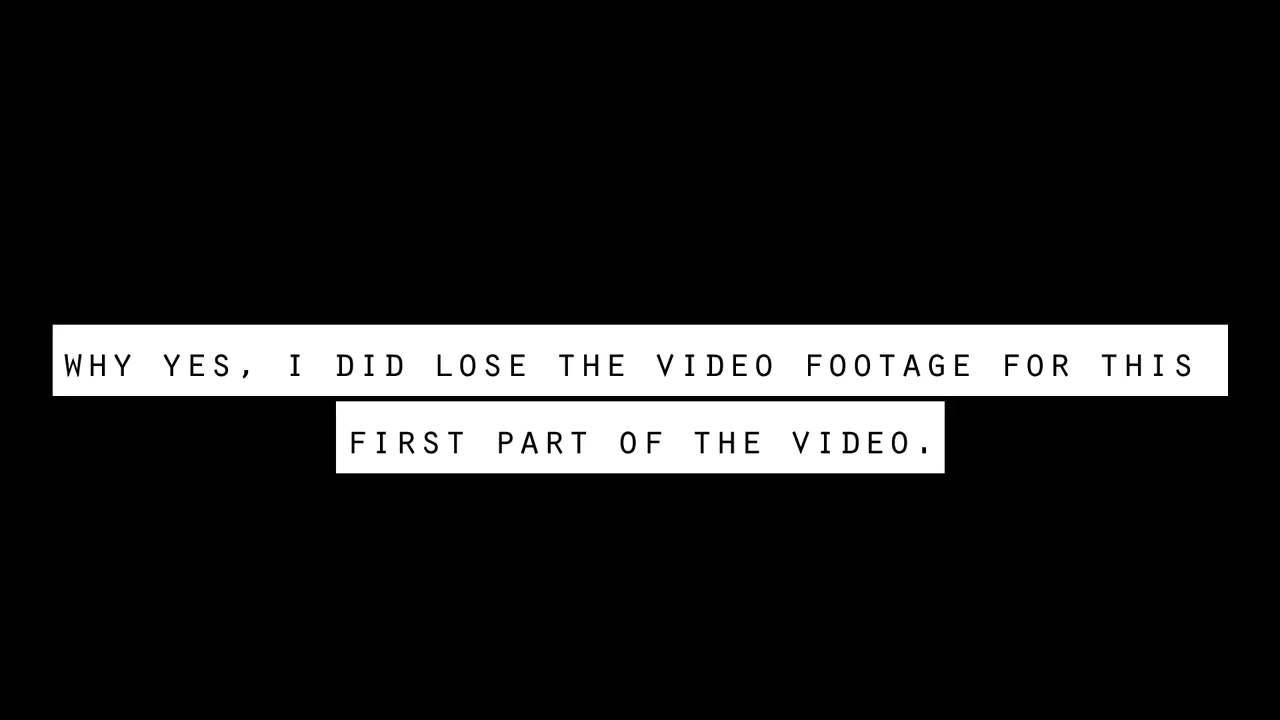 WHY YES, I DID LOSE THE VIDEO FOOTAGE FOR THIS
FIRST PART OF THE VIDEO.